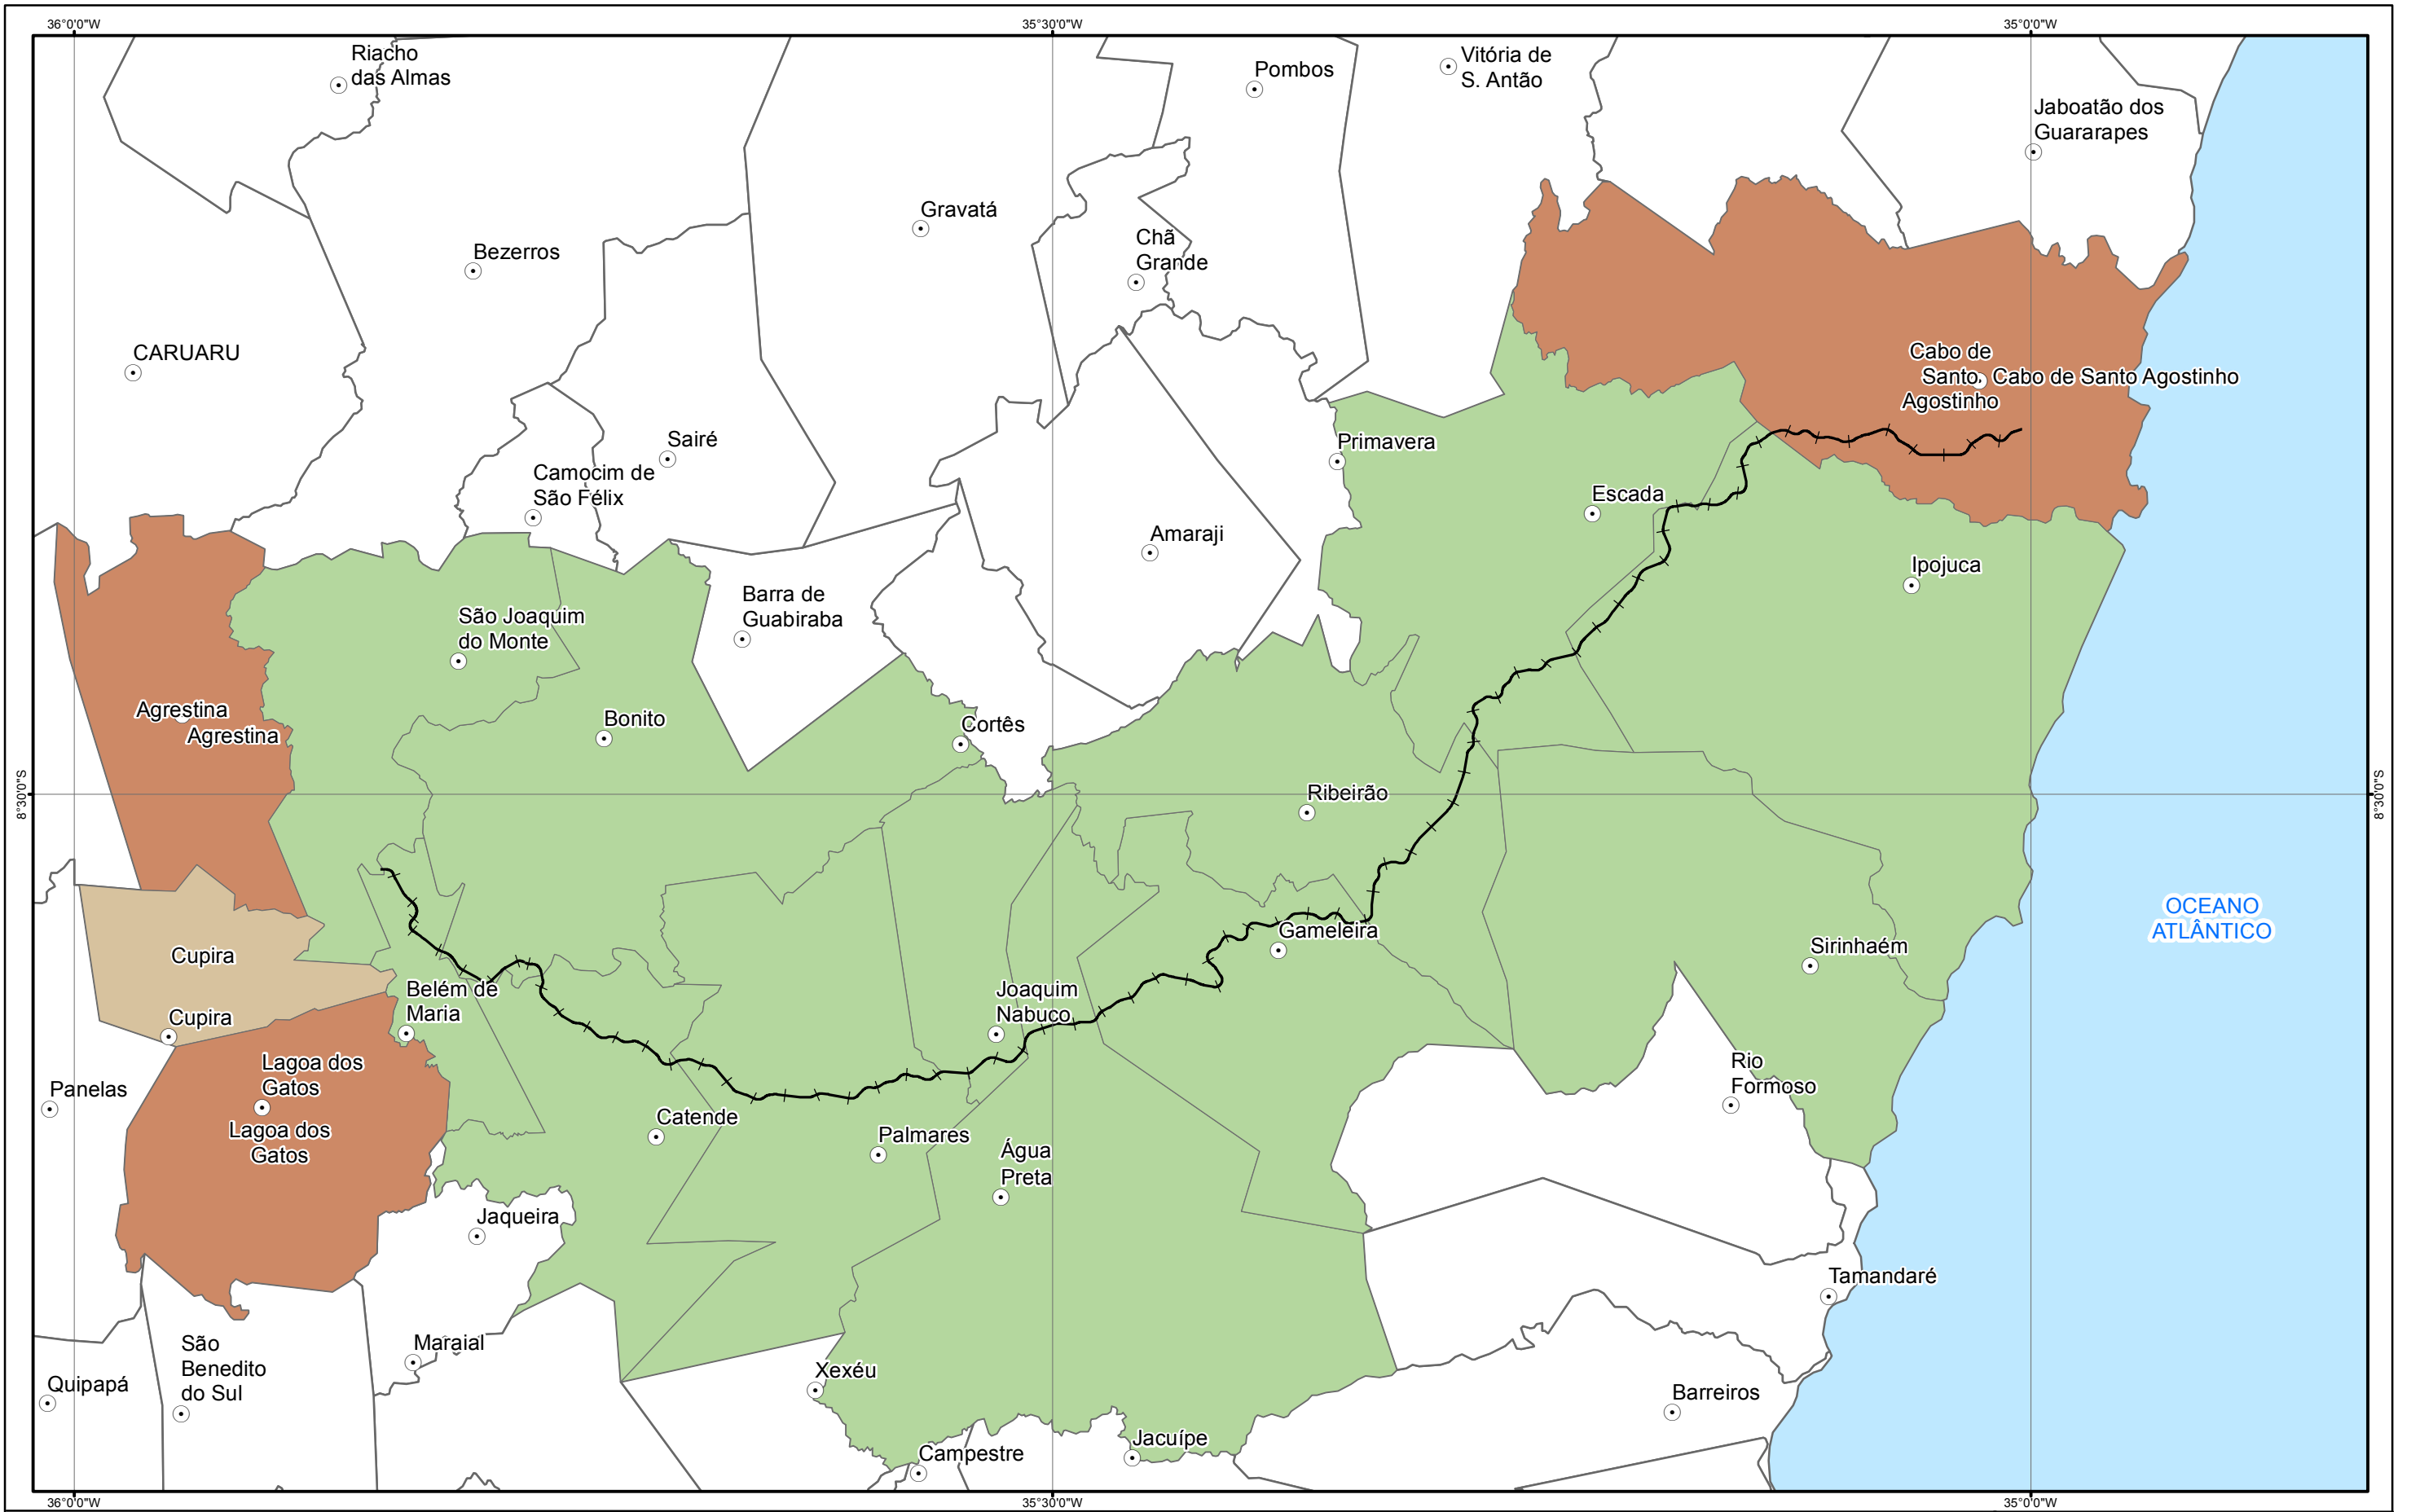 36°0'0"W
35°30'0"W
35°0'0"W
Riacho
das Almas
Pombos
Vitória de
S. Antão
Jaboatão dos
Guararapes
Gravatá
Chã
Grande
Bezerros
CARUARU
Cabo de
Santo
Agostinho
Cabo de Santo Agostinho
Sairé
Primavera
Camocim de
São Félix
Escada
Amaraji
Ipojuca
Barra de
Guabiraba
São Joaquim
do Monte
Agrestina
Agrestina
Bonito
Cortês
8°30'0"S
8°30'0"S
Ribeirão
OCEANO
ATLÂNTICO
Gameleira
Sirinhaém
Cupira
Cupira
Belém de
Maria
Joaquim
Nabuco
Lagoa dos
Gatos
Lagoa dos
Gatos
Panelas
Rio
Formoso
Catende
Palmares
Água
Preta
Jaqueira
Tamandaré
Maraial
São
Benedito
do Sul
Quipapá
Xexéu
Barreiros
Campestre
Jacuípe
36°0'0"W
35°30'0"W
35°0'0"W